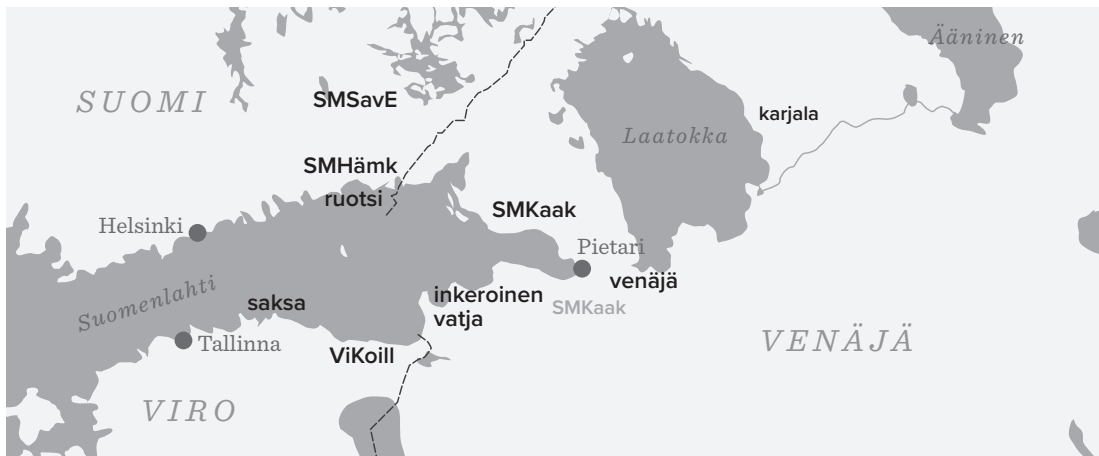 Ääninen
SUOMI
SMSavE
karjala
Laatokka
SMHämk
ruotsi
SMKaak
Helsinki
Pietari
venäjä
Suomenlahti
saksa
inkeroinen
vatja
SMKaak
Tallinna
VENÄJÄ
ViKoill
VIRO